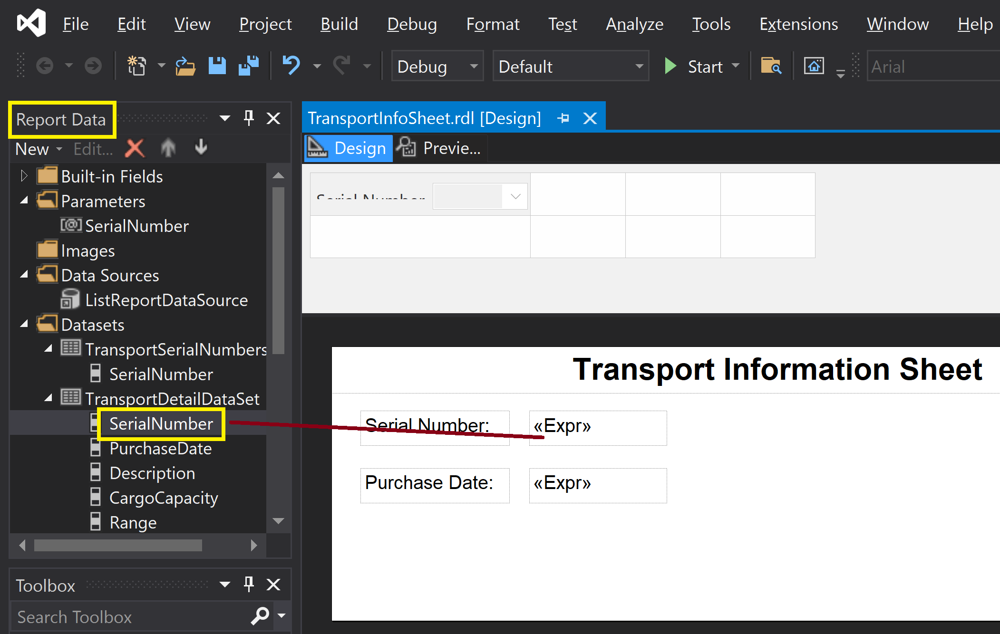 File Edit View Project Build Debug Format Test Analyze Tools Extensions Window Help
Debug Default Start Arial
Report Data
New Edit...
Built-in Fields
Parameters
[@] SerialNumber
Images
Data Sources
ListReportDataSource
Datasets
TransportSerialNumbers
SerialNumber
TransportDetailDataSet
SerialNumber
PurchaseDate
Description
CargoCapacity
Range
Toolbox
Search Toolbox
TransportInfoSheet.rdl [Design]
Design Previe...
Serial Number
Transport Information Sheet
Serial Number: «Expr»
Purchase Date: «Expr»